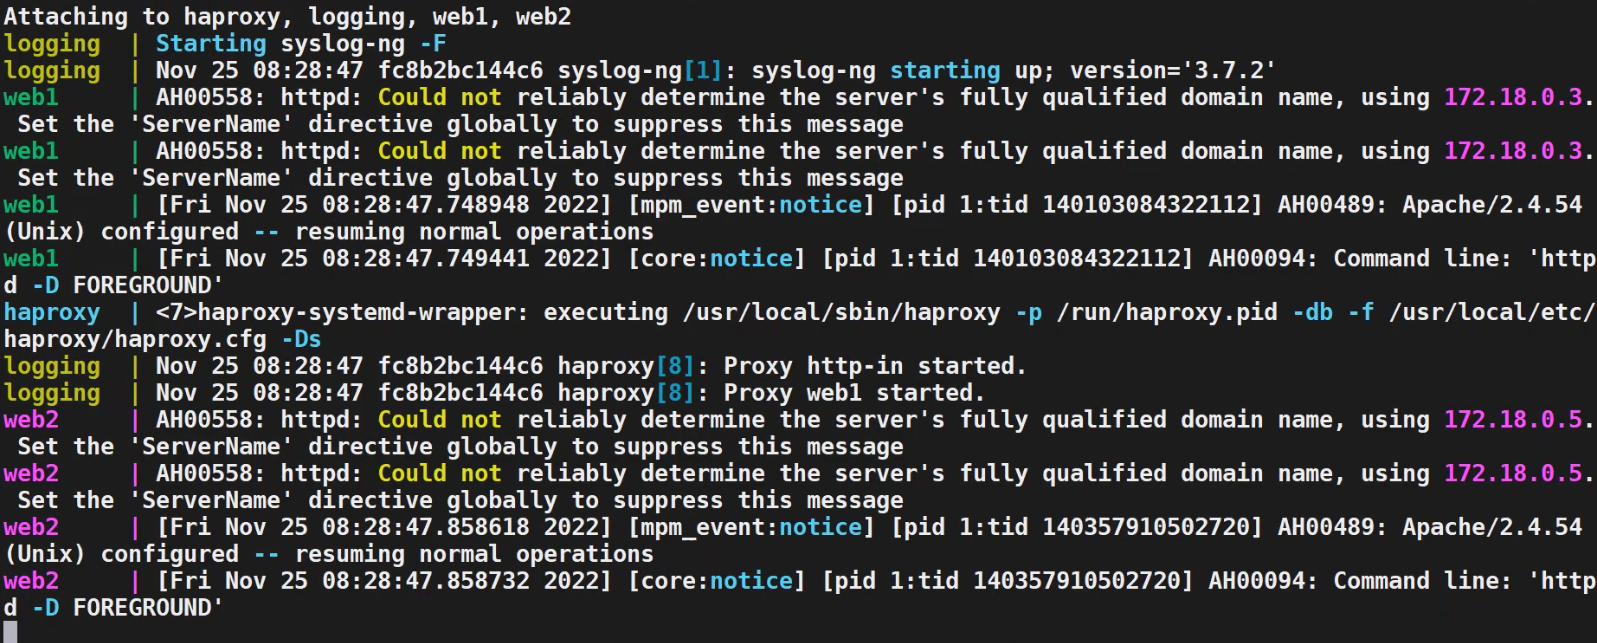 Attaching to haproxy, logging, web1, web2
logging  | Starting syslog-ng -F
logging  | Nov 25 08:28:47 fc8b2bc144c6 syslog-ng[1]: syslog-ng starting up; version='3.7.2'
web1     | AH00558: httpd: Could not reliably determine the server's fully qualified domain name, using 172.18.0.3.
 Set the 'ServerName' directive globally to suppress this message
web1     | AH00558: httpd: Could not reliably determine the server's fully qualified domain name, using 172.18.0.3.
 Set the 'ServerName' directive globally to suppress this message
web1     | [Fri Nov 25 08:28:47.748948 2022] [mpm_event:notice] [pid 1:tid 140103084322112] AH00489: Apache/2.4.54
(Unix) configured -- resuming normal operations
web1     | [Fri Nov 25 08:28:47.749441 2022] [core:notice] [pid 1:tid 140103084322112] AH00094: Command line: 'http
d -D FOREGROUND'
haproxy  | <7>haproxy-systemd-wrapper: executing /usr/local/sbin/haproxy -p /run/haproxy.pid -db -f /usr/local/etc/
haproxy/haproxy.cfg -Ds
logging  | Nov 25 08:28:47 fc8b2bc144c6 haproxy[8]: Proxy http-in started.
logging  | Nov 25 08:28:47 fc8b2bc144c6 haproxy[8]: Proxy web1 started.
web2     | AH00558: httpd: Could not reliably determine the server's fully qualified domain name, using 172.18.0.5.
 Set the 'ServerName' directive globally to suppress this message
web2     | AH00558: httpd: Could not reliably determine the server's fully qualified domain name, using 172.18.0.5.
 Set the 'ServerName' directive globally to suppress this message
web2     | [Fri Nov 25 08:28:47.858618 2022] [mpm_event:notice] [pid 1:tid 140357910502720] AH00489: Apache/2.4.54
(Unix) configured -- resuming normal operations
web2     | [Fri Nov 25 08:28:47.858732 2022] [core:notice] [pid 1:tid 140357910502720] AH00094: Command line: 'http
d -D FOREGROUND'